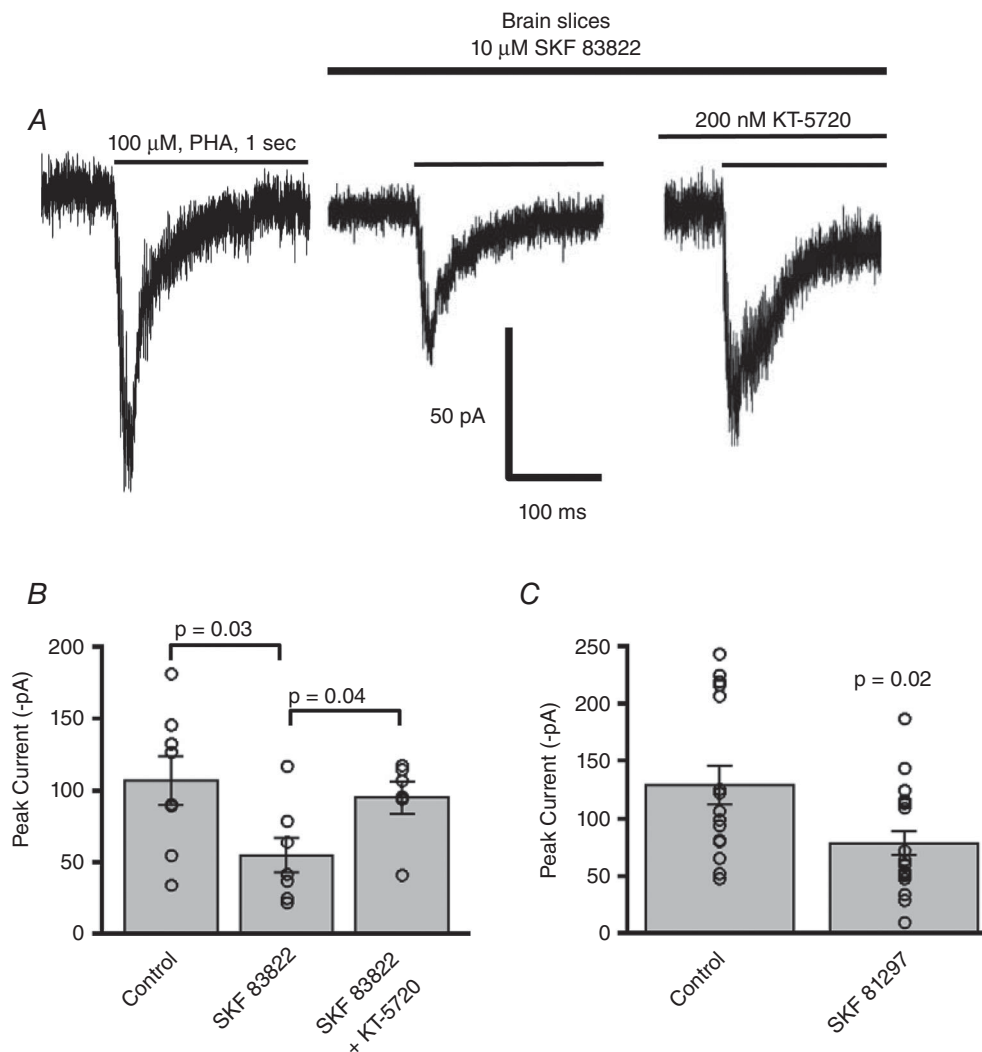 Brain slices
10 μM SKF 83822
A
100 μM, PHA, 1 sec
200 nM KT-5720
50 pA
100 ms
B
p = 0.03
p = 0.04
200
150
100
50
0
Peak Current (-pA)
Control
SKF 83822
SKF 83822
+ KT-5720
C
p = 0.02
250
200
150
100
50
0
Peak Current (-pA)
Control
SKF 81297